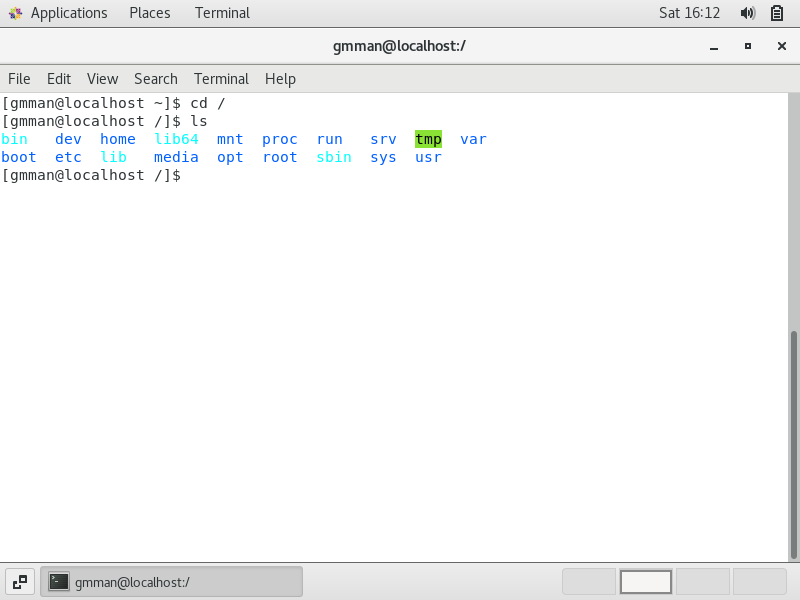 Applications Places Terminal Sat 16:12
gmman@localhost:/
File Edit View Search Terminal Help
[gmman@localhost ~]$ cd /
[gmman@localhost /]$ ls
bin dev home lib64 mnt proc run srv tmp var
boot etc lib media opt root sbin sys usr
[gmman@localhost /]$
gmman@localhost:/